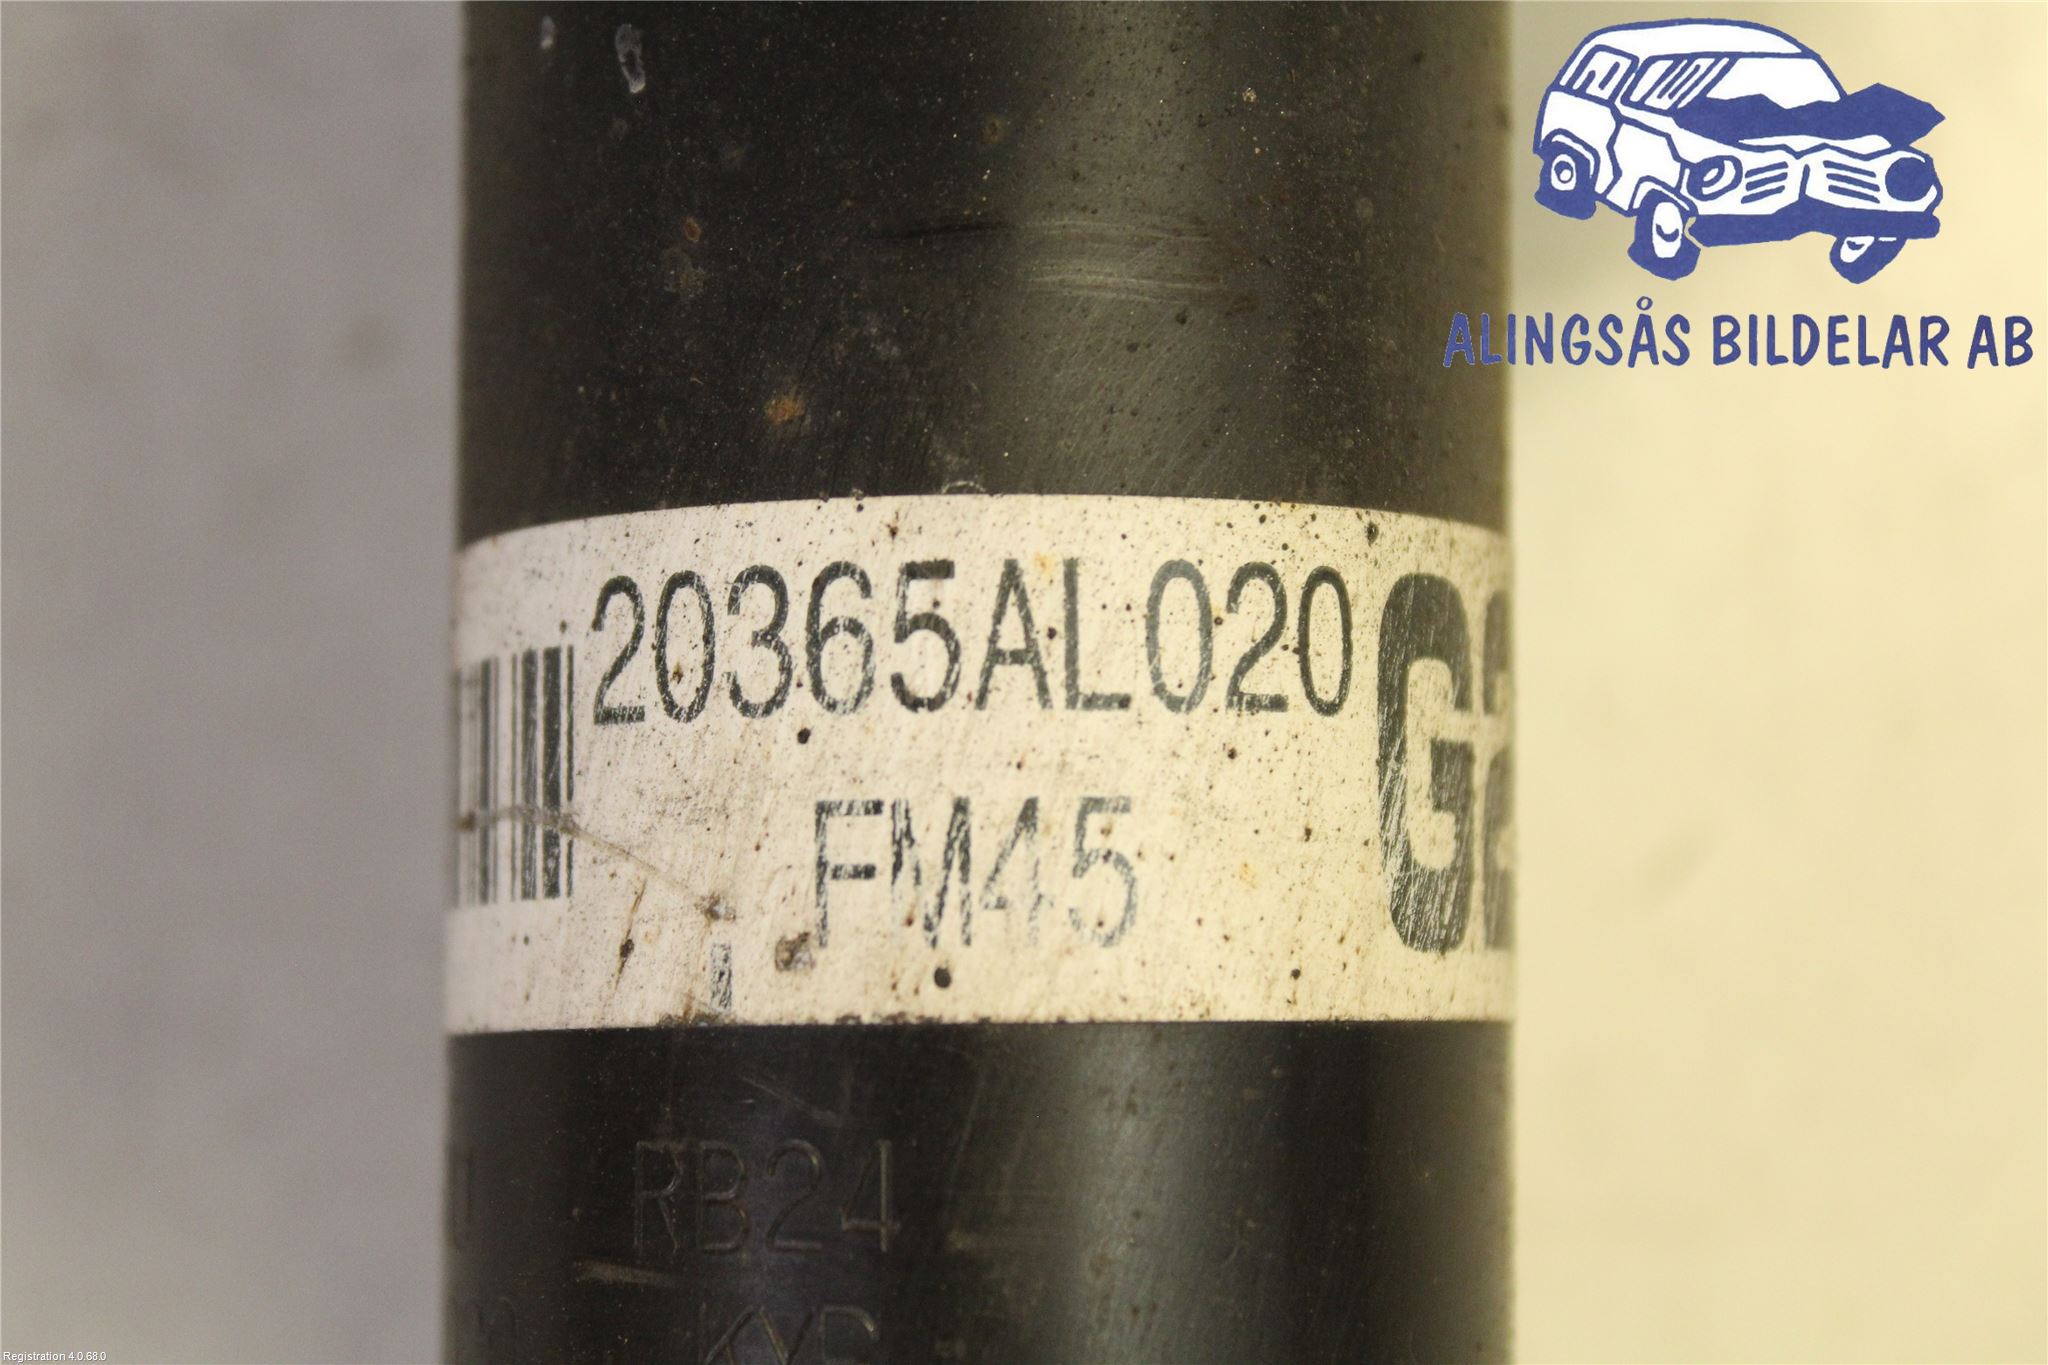 ALINGSÅS BILDELAR AB
20365AL020
FM45
RB24
Registration 4.0.68.0